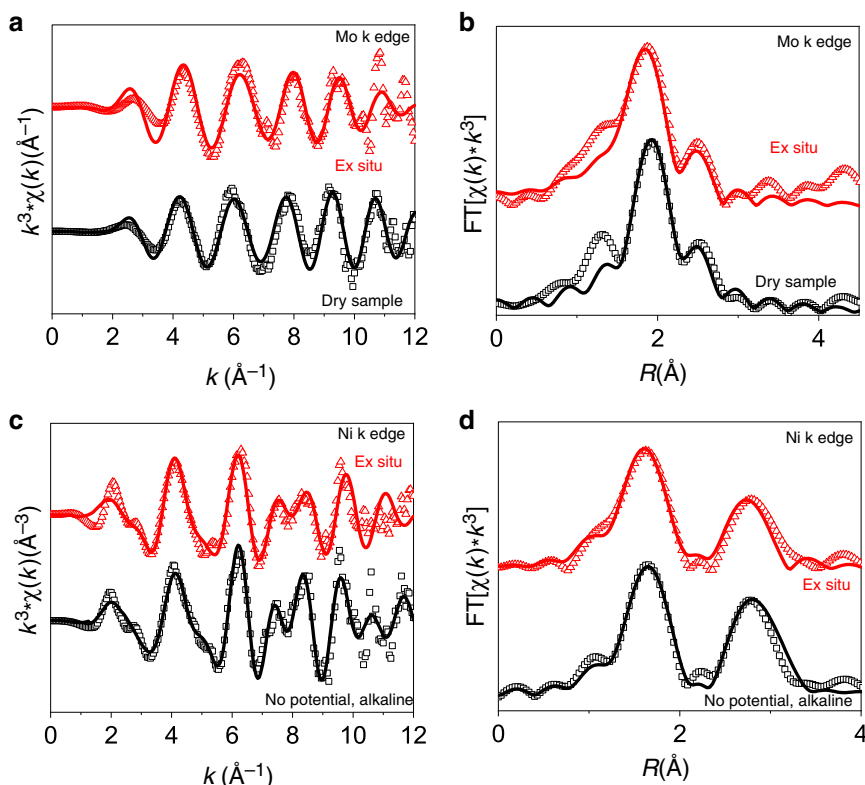 a
Mo k edge
Ex situ
Dry sample
k³*χ(k)(Å⁻¹)
0 2 4 6 8 10 12
k (Å⁻¹)
b
Mo k edge
Ex situ
Dry sample
FT[χ(k)*k³]
0 2 4
R(Å)
c
Ni k edge
Ex situ
No potential, alkaline
k³*χ(k)(Å⁻³)
0 2 4 6 8 10 12
k (Å⁻¹)
d
Ni k edge
Ex situ
No potential, alkaline
FT[χ(k)*k³]
0 2 4
R(Å)